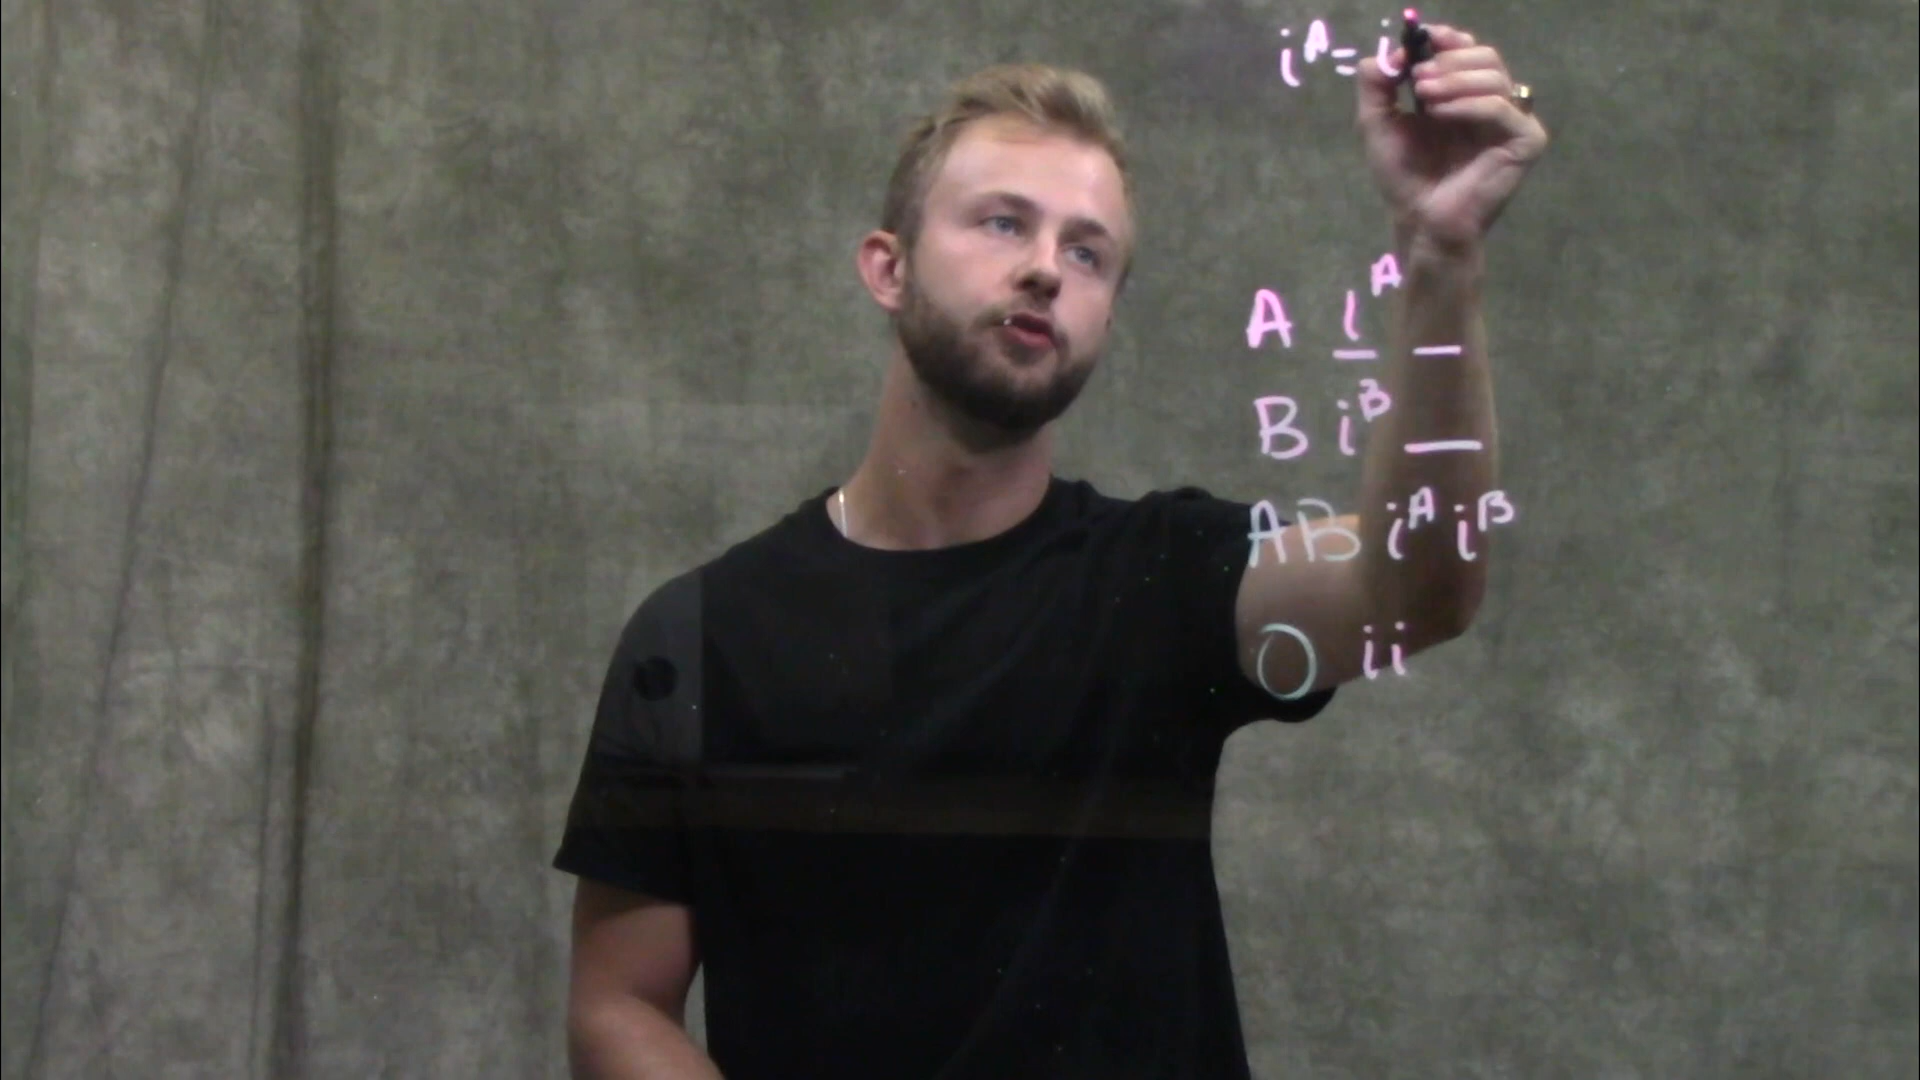 i^A = i
A i^A _ 
B i^B _
AB i^A i^B
O ii